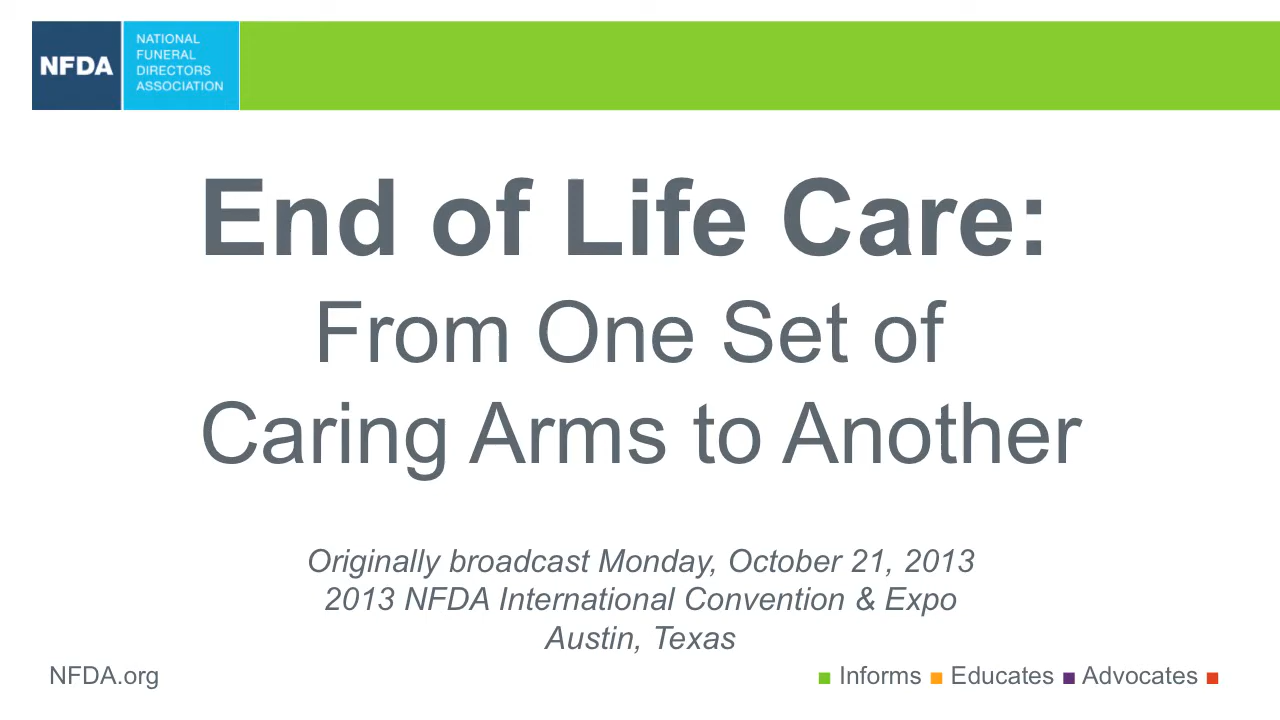 NFDA
NATIONAL
FUNERAL
DIRECTORS
ASSOCIATION
End of Life Care:
From One Set of
Caring Arms to Another
Originally broadcast Monday, October 21, 2013
2013 NFDA International Convention & Expo
Austin, Texas
NFDA.org
Informs Educates Advocates